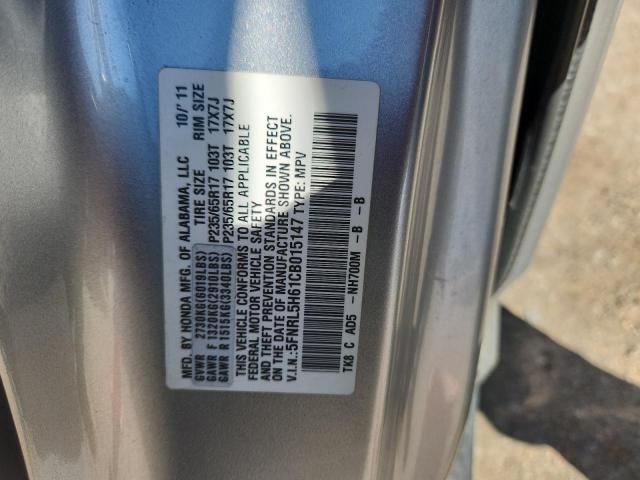 MFD. BY HONDA MFG. OF ALABAMA, LLC 10/'11
TIRE SIZE RIM SIZE
GVWR 2730KG(6019LBS)
GAWR F 1320KG(2910LBS) P235/65R17 103T 17X7J
GAWR R 1515KG(3340LBS) P235/65R17 103T 17X7J
THIS VEHICLE CONFORMS TO ALL APPLICABLE
FEDERAL MOTOR VEHICLE SAFETY
AND THEFT PREVENTION STANDARDS IN EFFECT
ON THE DATE OF MANUFACTURE SHOWN ABOVE.
V.I.N.:5FNRL5H61CB015147 TYPE: MPV
TK8 C AD5 -NH700M -B -B